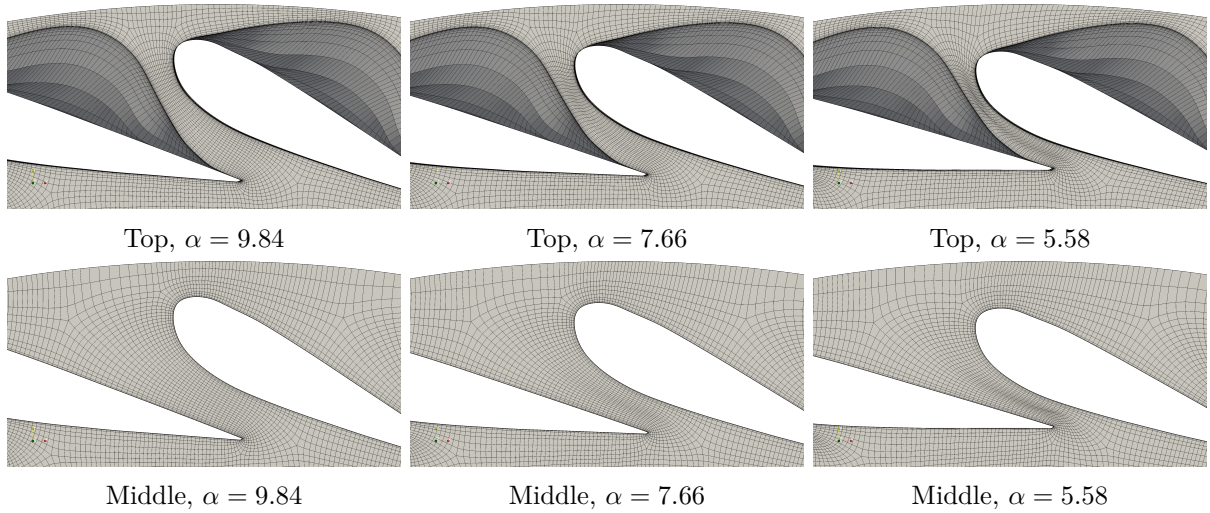 Top, α = 9.84
Top, α = 7.66
Top, α = 5.58
Middle, α = 9.84
Middle, α = 7.66
Middle, α = 5.58